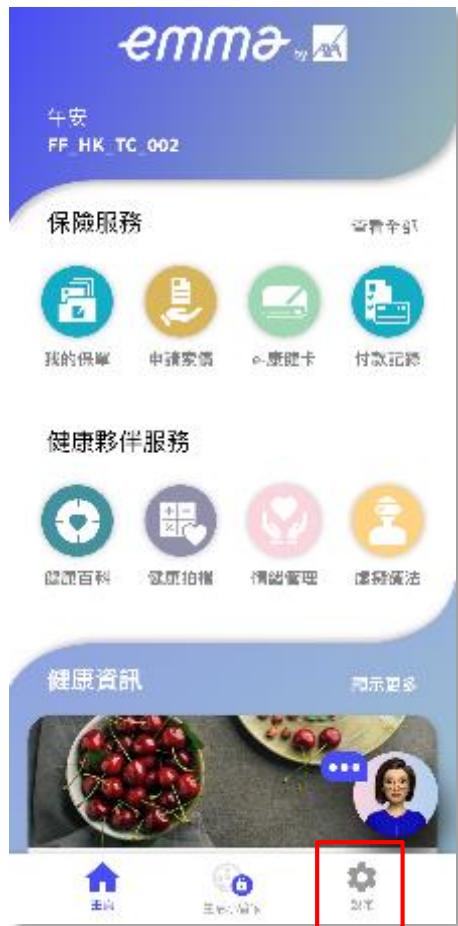 emma by AXA
午安
FF_HK_TC_002
保險服務
查看全部
我的保單 申請索償 e-康健卡 付款記錄
健康夥伴服務
健康百科 健康拍檔 情緒管理 虛擬療法
健康資訊
顯示更多
主頁 設定